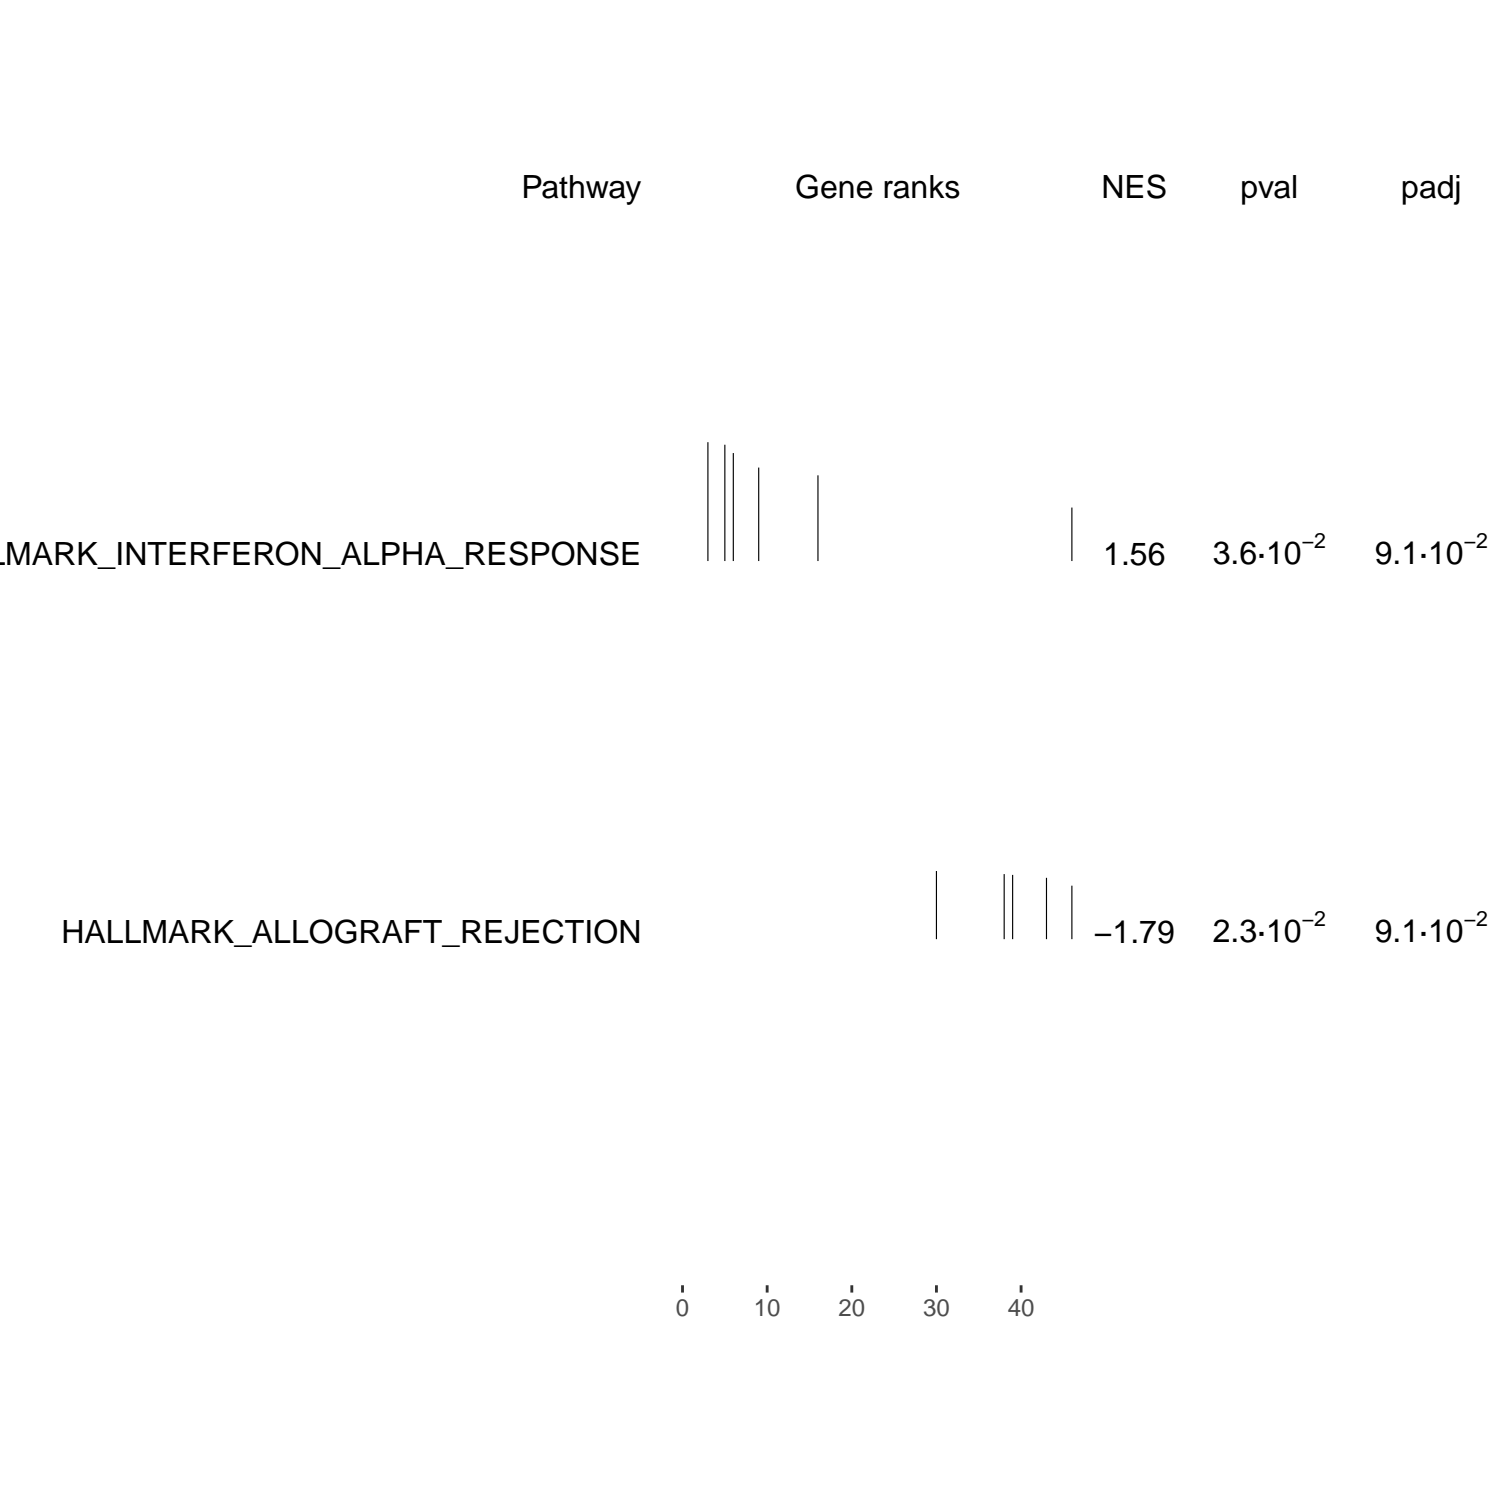 Pathway Gene ranks NES pval padj
LMARK_INTERFERON_ALPHA_RESPONSE 1.56 3.6·10⁻² 9.1·10⁻²
HALLMARK_ALLOGRAFT_REJECTION −1.79 2.3·10⁻² 9.1·10⁻²
0 10 20 30 40